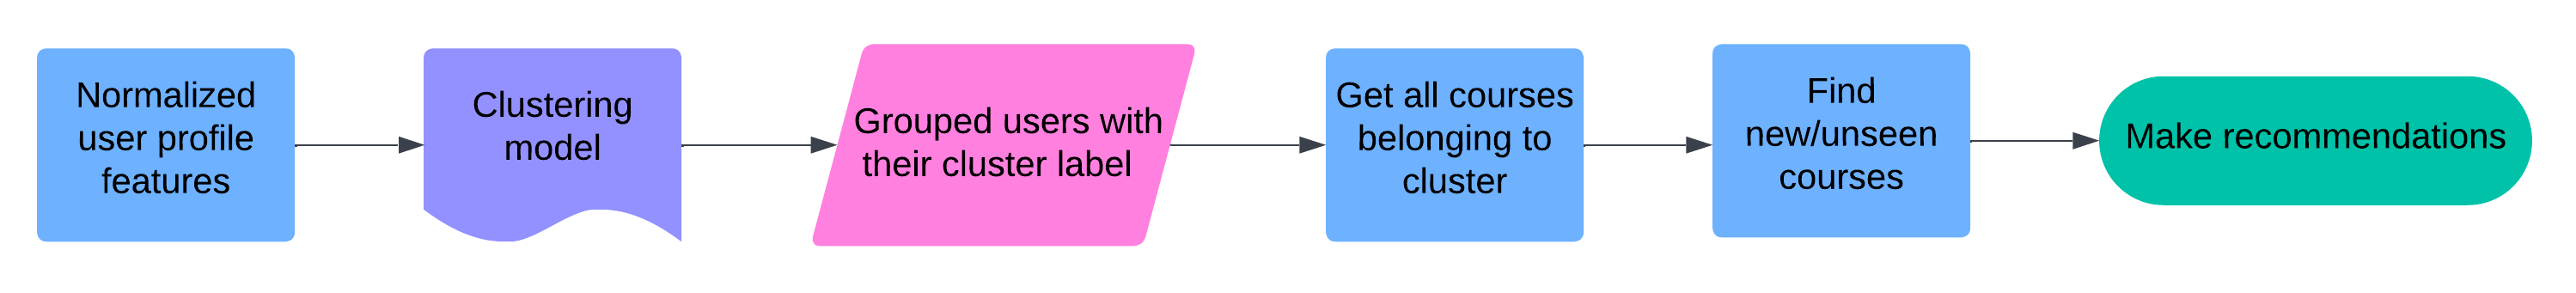 Normalized
user profile
features
Clustering
model
Grouped users with
their cluster label
Get all courses
belonging to
cluster
Find
new/unseen
courses
Make recommendations